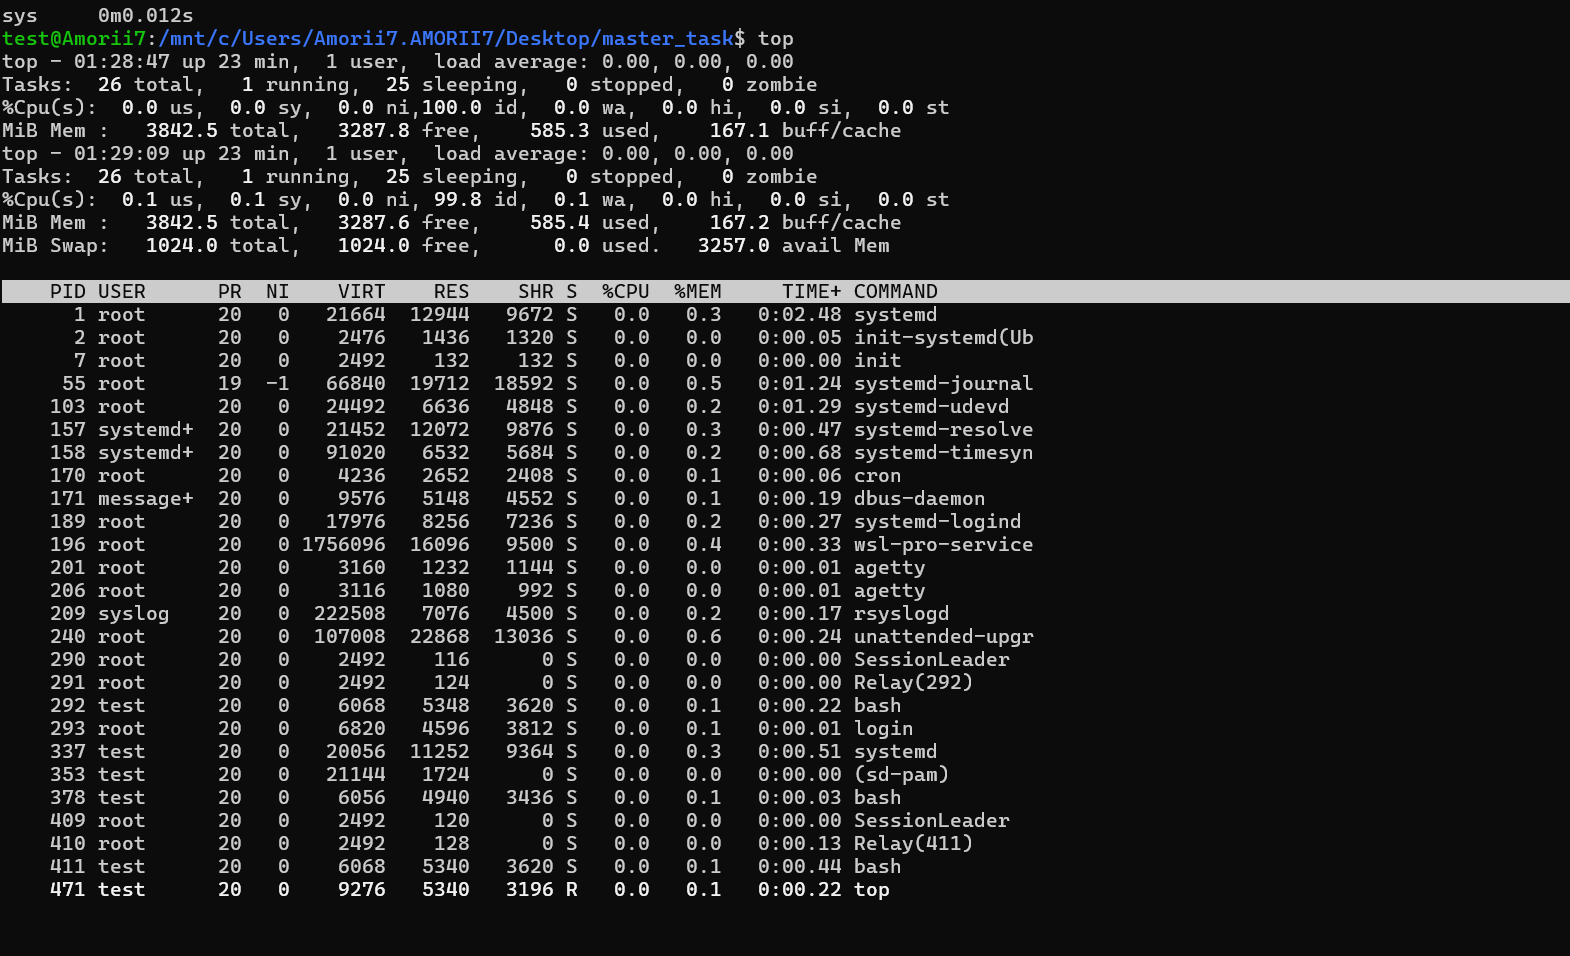 sys     0m0.012s
test@Amorii7:/mnt/c/Users/Amorii7.AMORII7/Desktop/master_task$ top
top - 01:28:47 up 23 min,  1 user,  load average: 0.00, 0.00, 0.00
Tasks:  26 total,   1 running,  25 sleeping,   0 stopped,   0 zombie
%Cpu(s):  0.0 us,  0.0 sy,  0.0 ni,100.0 id,  0.0 wa,  0.0 hi,  0.0 si,  0.0 st
MiB Mem :   3842.5 total,   3287.8 free,    585.3 used,    167.1 buff/cache
top - 01:29:09 up 23 min,  1 user,  load average: 0.00, 0.00, 0.00
Tasks:  26 total,   1 running,  25 sleeping,   0 stopped,   0 zombie
%Cpu(s):  0.1 us,  0.1 sy,  0.0 ni, 99.8 id,  0.1 wa,  0.0 hi,  0.0 si,  0.0 st
MiB Mem :   3842.5 total,   3287.6 free,    585.4 used,    167.2 buff/cache
MiB Swap:   1024.0 total,   1024.0 free,      0.0 used.   3257.0 avail Mem
    PID USER      PR  NI    VIRT    RES    SHR S  %CPU  %MEM     TIME+ COMMAND
      1 root      20   0   21664  12944   9672 S   0.0   0.3   0:02.48 systemd
      2 root      20   0    2476   1436   1320 S   0.0   0.0   0:00.05 init-systemd(Ub
      7 root      20   0    2492    132    132 S   0.0   0.0   0:00.00 init
     55 root      19  -1   66840  19712  18592 S   0.0   0.5   0:01.24 systemd-journal
    103 root      20   0   24492   6636   4848 S   0.0   0.2   0:01.29 systemd-udevd
    157 systemd+  20   0   21452  12072   9876 S   0.0   0.3   0:00.47 systemd-resolve
    158 systemd+  20   0   91020   6532   5684 S   0.0   0.2   0:00.68 systemd-timesyn
    170 root      20   0    4236   2652   2408 S   0.0   0.1   0:00.06 cron
    171 message+  20   0    9576   5148   4552 S   0.0   0.1   0:00.19 dbus-daemon
    189 root      20   0   17976   8256   7236 S   0.0   0.2   0:00.27 systemd-logind
    196 root      20   0 1756096  16096   9500 S   0.0   0.4   0:00.33 wsl-pro-service
    201 root      20   0    3160   1232   1144 S   0.0   0.0   0:00.01 agetty
    206 root      20   0    3116   1080    992 S   0.0   0.0   0:00.01 agetty
    209 syslog    20   0  222508   7076   4500 S   0.0   0.2   0:00.17 rsyslogd
    240 root      20   0  107008  22868  13036 S   0.0   0.6   0:00.24 unattended-upgr
    290 root      20   0    2492    116      0 S   0.0   0.0   0:00.00 SessionLeader
    291 root      20   0    2492    124      0 S   0.0   0.0   0:00.00 Relay(292)
    292 test      20   0    6068   5348   3620 S   0.0   0.1   0:00.22 bash
    293 root      20   0    6820   4596   3812 S   0.0   0.1   0:00.01 login
    337 test      20   0   20056  11252   9364 S   0.0   0.3   0:00.51 systemd
    353 test      20   0   21144   1724      0 S   0.0   0.0   0:00.00 (sd-pam)
    378 test      20   0    6056   4940   3436 S   0.0   0.1   0:00.03 bash
    409 root      20   0    2492    120      0 S   0.0   0.0   0:00.00 SessionLeader
    410 root      20   0    2492    128      0 S   0.0   0.0   0:00.13 Relay(411)
    411 test      20   0    6068   5340   3620 S   0.0   0.1   0:00.44 bash
    471 test      20   0    9276   5340   3196 R   0.0   0.1   0:00.22 top